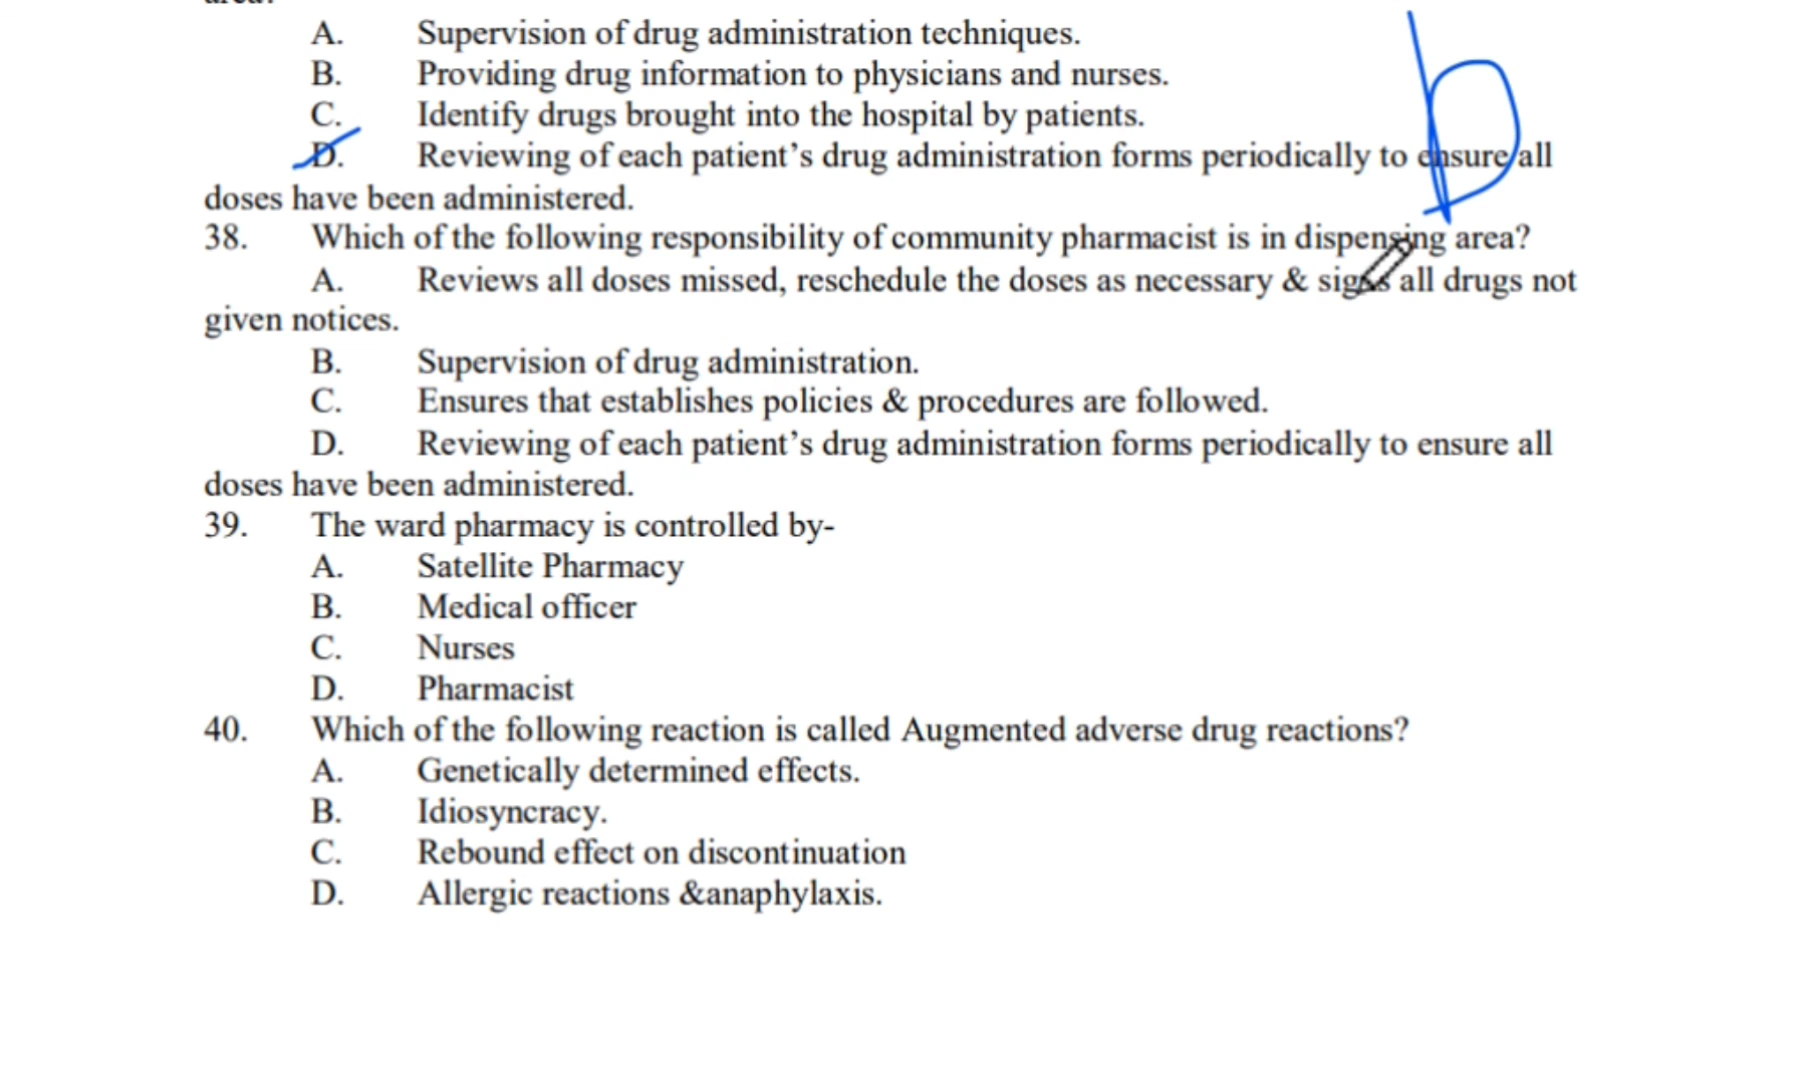 A. Supervision of drug administration techniques.
B. Providing drug information to physicians and nurses.
C. Identify drugs brought into the hospital by patients.
D. Reviewing of each patient's drug administration forms periodically to ensure all
doses have been administered.
38. Which of the following responsibility of community pharmacist is in dispensing area?
A. Reviews all doses missed, reschedule the doses as necessary & signs all drugs not
given notices.
B. Supervision of drug administration.
C. Ensures that establishes policies & procedures are followed.
D. Reviewing of each patient's drug administration forms periodically to ensure all
doses have been administered.
39. The ward pharmacy is controlled by-
A. Satellite Pharmacy
B. Medical officer
C. Nurses
D. Pharmacist
40. Which of the following reaction is called Augmented adverse drug reactions?
A. Genetically determined effects.
B. Idiosyncracy.
C. Rebound effect on discontinuation
D. Allergic reactions &anaphylaxis.